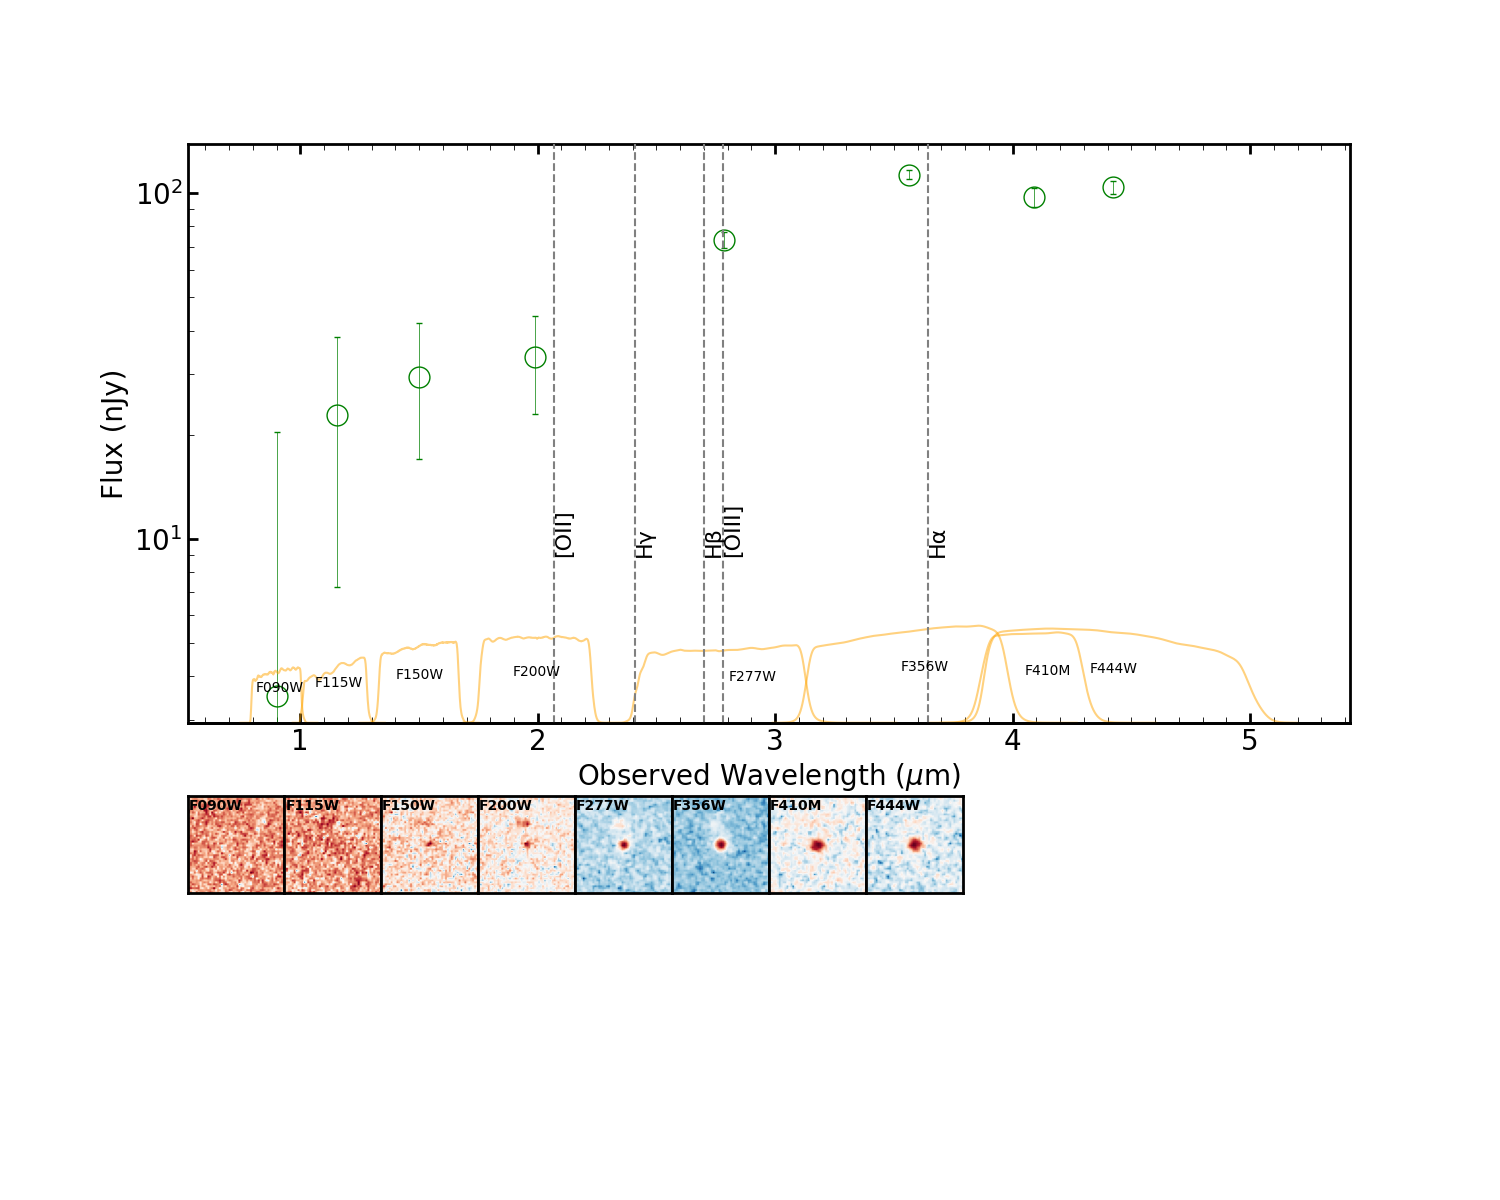 10²
10¹
Flux (nJy)
[OII]
Hγ
Hβ
[OIII]
Hα
F090W
F115W
F150W
F200W
F277W
F356W
F410M
F444W
1 2 3 4 5
Observed Wavelength (μm)
F090W F115W F150W F200W F277W F356W F410M F444W